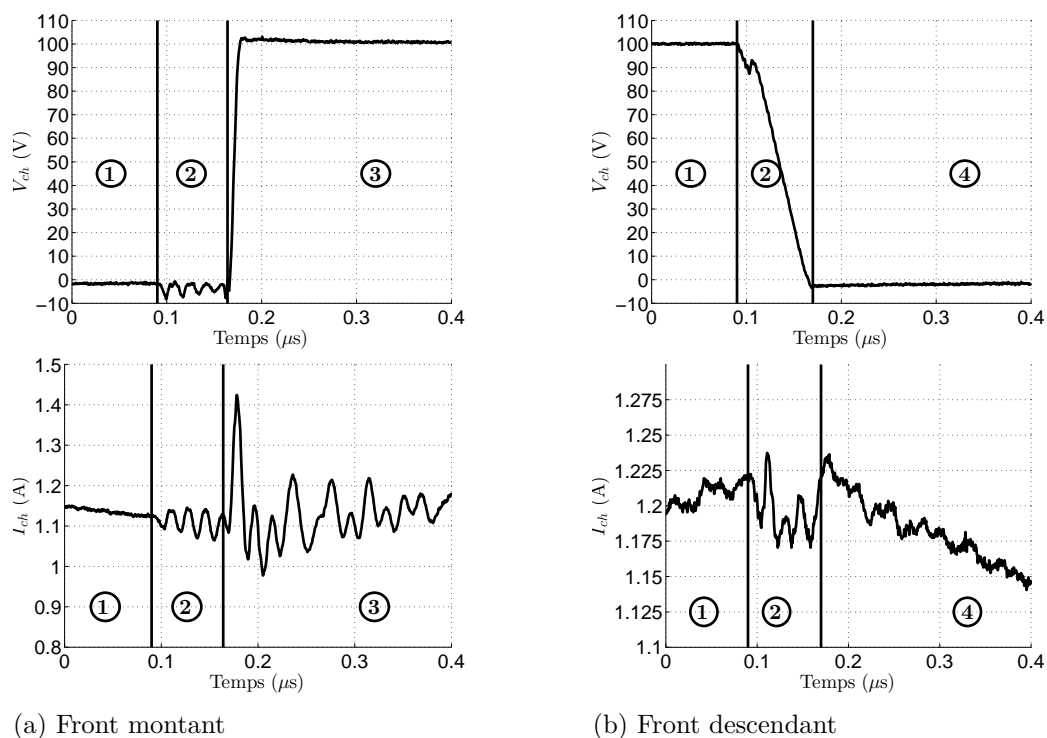 110
100
90
80
70
60
50
40
30
20
10
0
−10
V_ch (V)
① ② ③
0 0.1 0.2 0.3 0.4
Temps (μs)
110
100
90
80
70
60
50
40
30
20
10
0
−10
V_ch (V)
① ② ④
0 0.1 0.2 0.3 0.4
Temps (μs)
1.5
1.4
1.3
1.2
1.1
1
0.9
0.8
I_ch (A)
① ② ③
0 0.1 0.2 0.3 0.4
Temps (μs)
1.275
1.25
1.225
1.2
1.175
1.15
1.125
1.1
I_ch (A)
① ② ④
0 0.1 0.2 0.3 0.4
Temps (μs)
(a) Front montant
(b) Front descendant